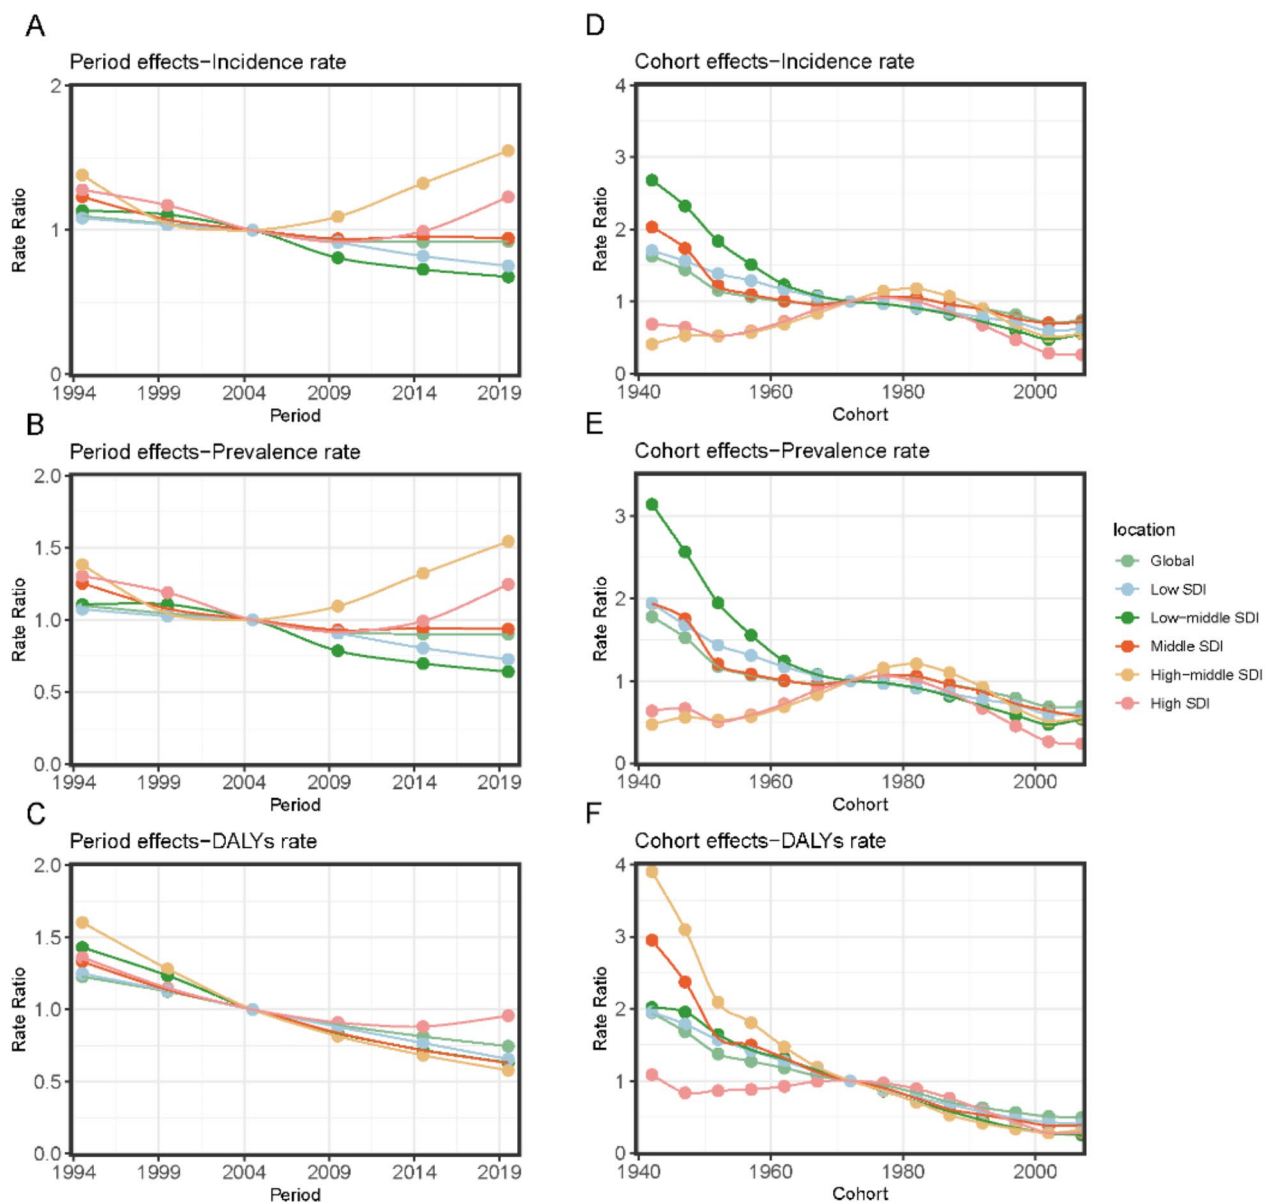 A
Period effects−Incidence rate
2
1
0
Rate Ratio
1994 1999 2004 2009 2014 2019
Period
B
Period effects−Prevalence rate
2.0
1.5
1.0
0.5
0.0
Rate Ratio
1994 1999 2004 2009 2014 2019
Period
C
Period effects−DALYs rate
2.0
1.5
1.0
0.5
0.0
Rate Ratio
1994 1999 2004 2009 2014 2019
Period
D
Cohort effects−Incidence rate
4
3
2
1
0
Rate Ratio
1940 1960 1980 2000
Cohort
E
Cohort effects−Prevalence rate
3
2
1
0
Rate Ratio
1940 1960 1980 2000
Cohort
F
Cohort effects−DALYs rate
4
3
2
1
0
Rate Ratio
1940 1960 1980 2000
Cohort
location
Global
Low SDI
Low−middle SDI
Middle SDI
High−middle SDI
High SDI